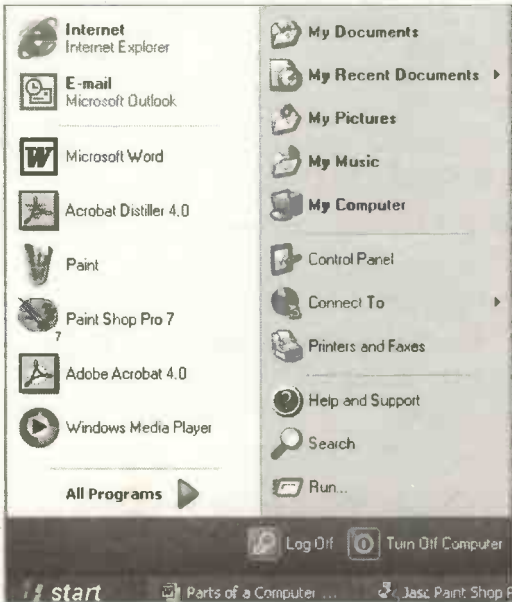 Internet
Internet Explorer
E-mail
Microsoft Outlook
Microsoft Word
Acrobat Distiller 4.0
Paint
Paint Shop Pro 7
7
Adobe Acrobat 4.0
Windows Media Player
All Programs
My Documents
My Recent Documents
My Pictures
My Music
My Computer
Control Panel
Connect To
Printers and Faxes
Help and Support
Search
Run...
Log Off
Turn Off Computer
start
Parts of a Computer ...
Jasc Paint Shop P